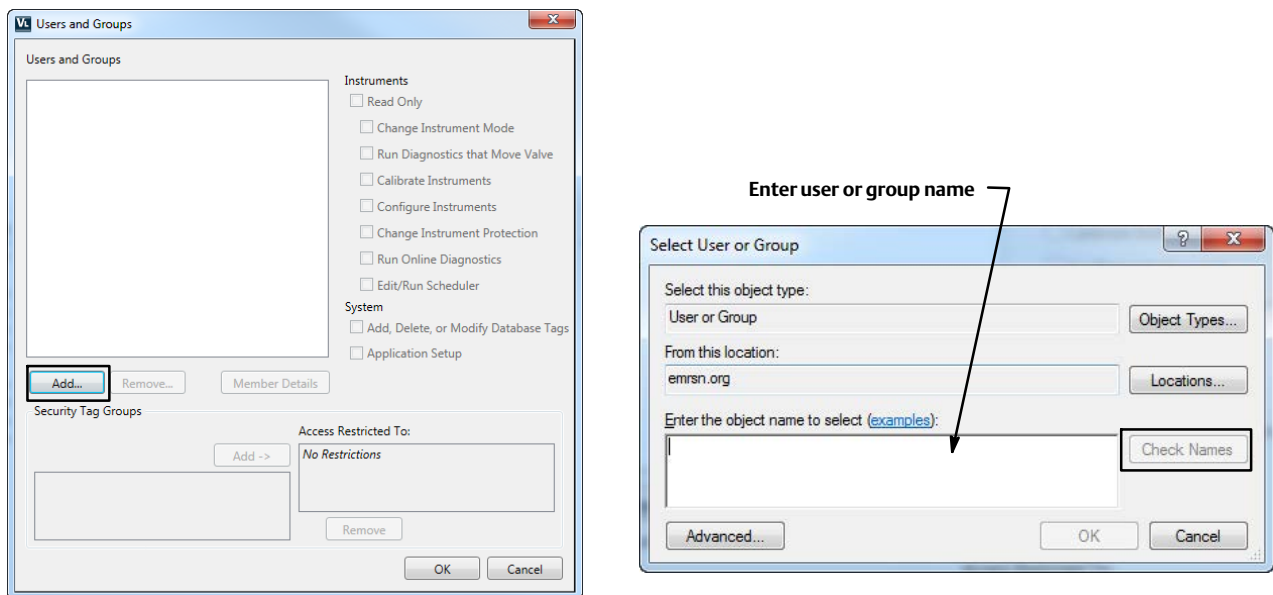 VL Users and Groups
Users and Groups
Instruments
Read Only
Change Instrument Mode
Run Diagnostics that Move Valve
Calibrate Instruments
Configure Instruments
Change Instrument Protection
Run Online Diagnostics
Edit/Run Scheduler
System
Add, Delete, or Modify Database Tags
Application Setup
Add... Remove... Member Details
Security Tag Groups
Access Restricted To:
Add -> No Restrictions
Remove
OK Cancel
Enter user or group name
Select User or Group
Select this object type:
User or Group Object Types...
From this location:
emrsn.org Locations...
Enter the object name to select (examples):
Check Names
Advanced... OK Cancel